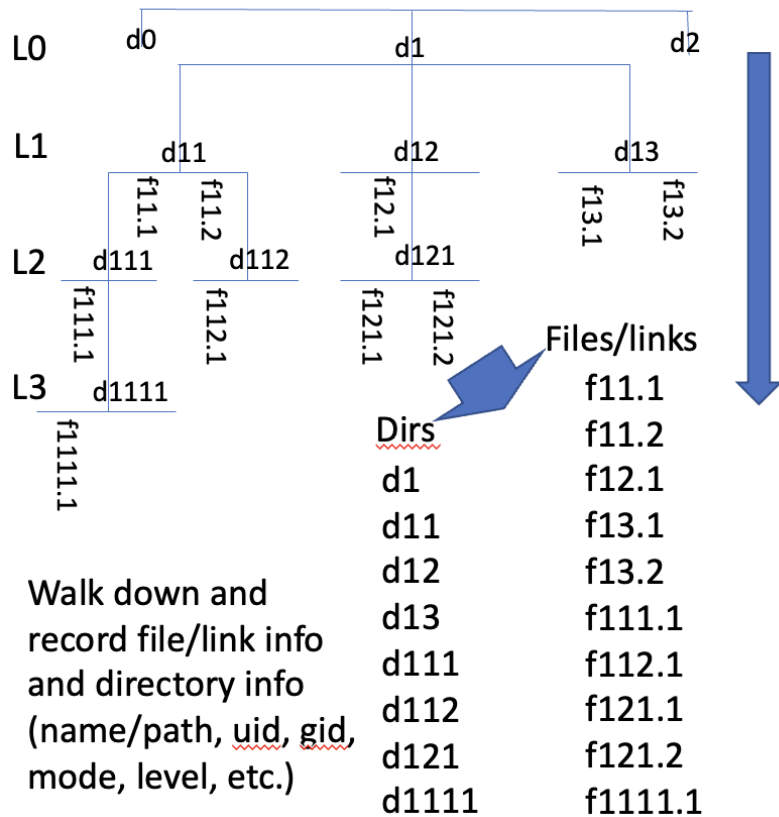 L0
d0
d1
d2
L1
d11
d12
d13
f11.1
f11.2
f12.1
f13.1
f13.2
L2
d111
d112
d121
f111.1
f112.1
f121.1
f121.2
L3
d1111
f1111.1
Files/links
f11.1
f11.2
f12.1
f13.1
f13.2
f111.1
f112.1
f121.1
f121.2
f1111.1
Dirs
d1
d11
d12
d13
d111
d112
d121
d1111
Walk down and
record file/link info
and directory info
(name/path, uid, gid,
mode, level, etc.)